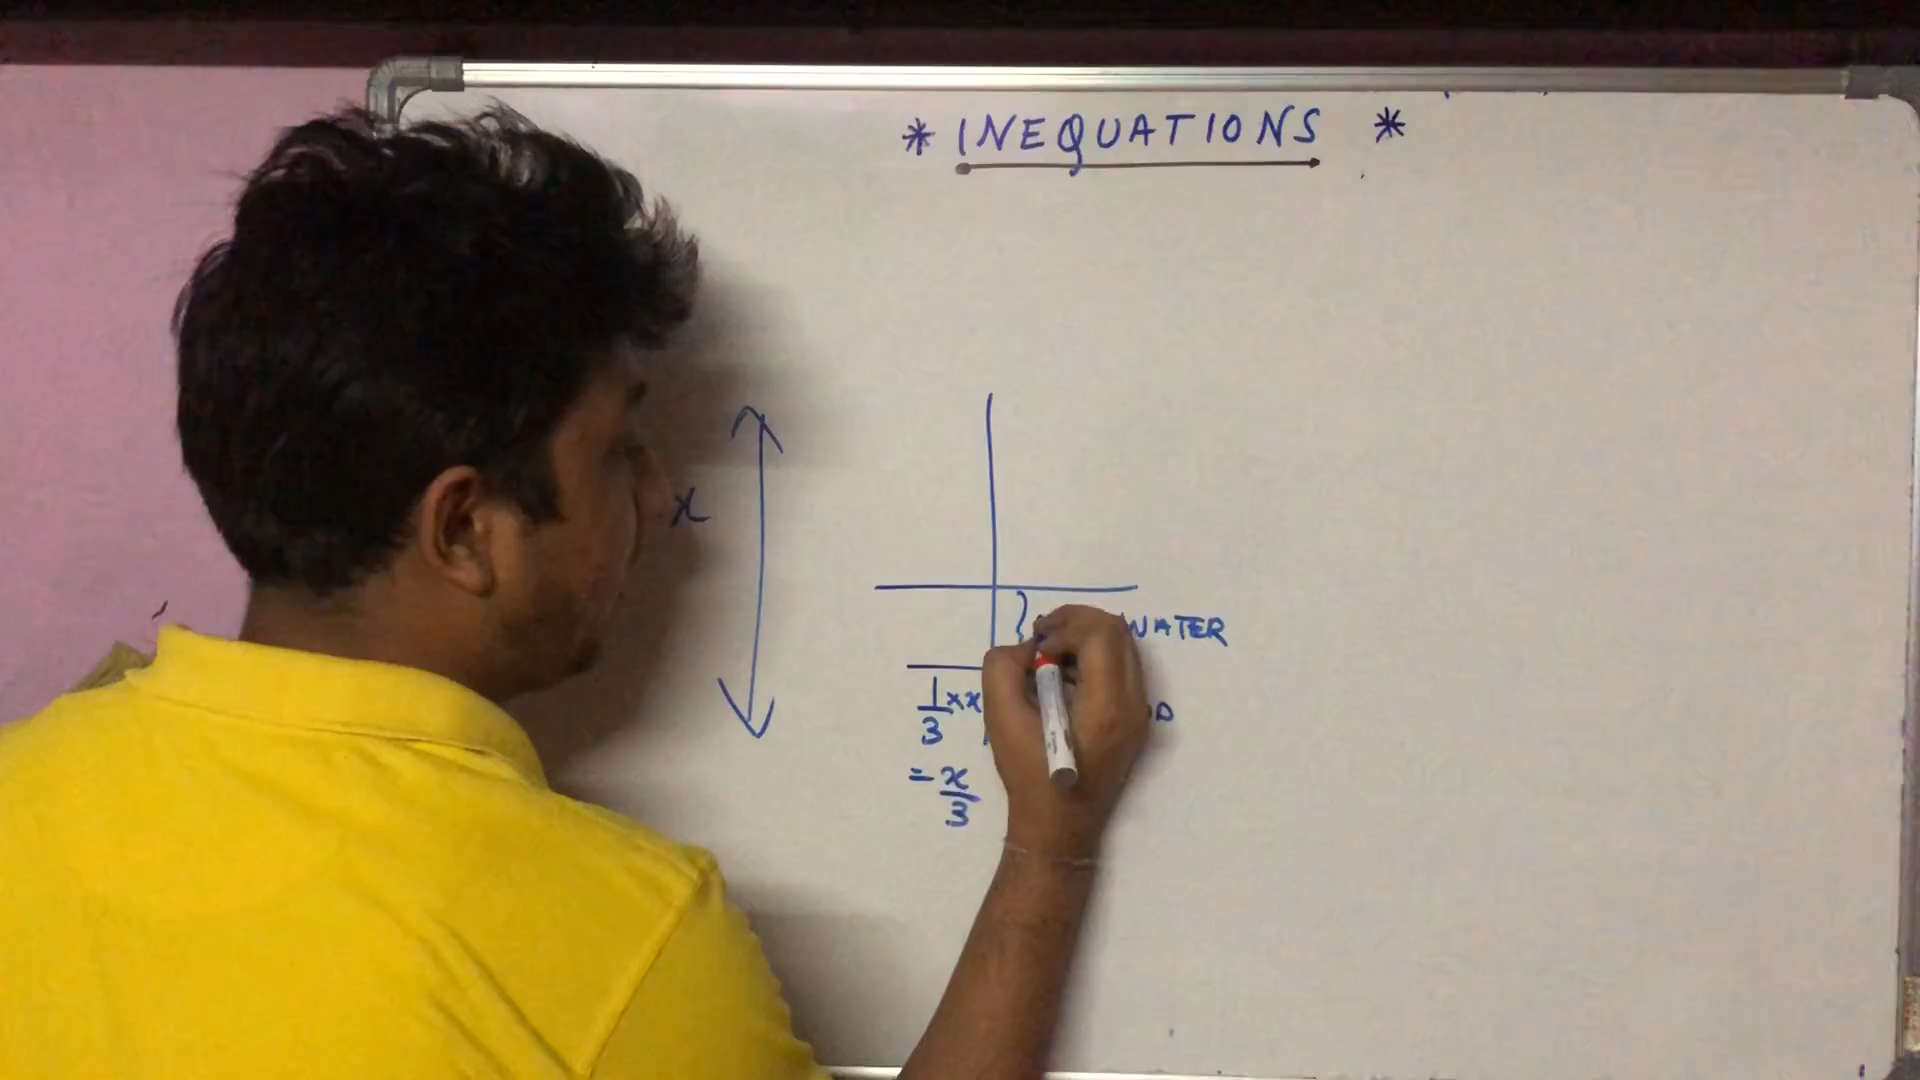 * INEQUATIONS *
x
WATER
1/3 × x
= x/3